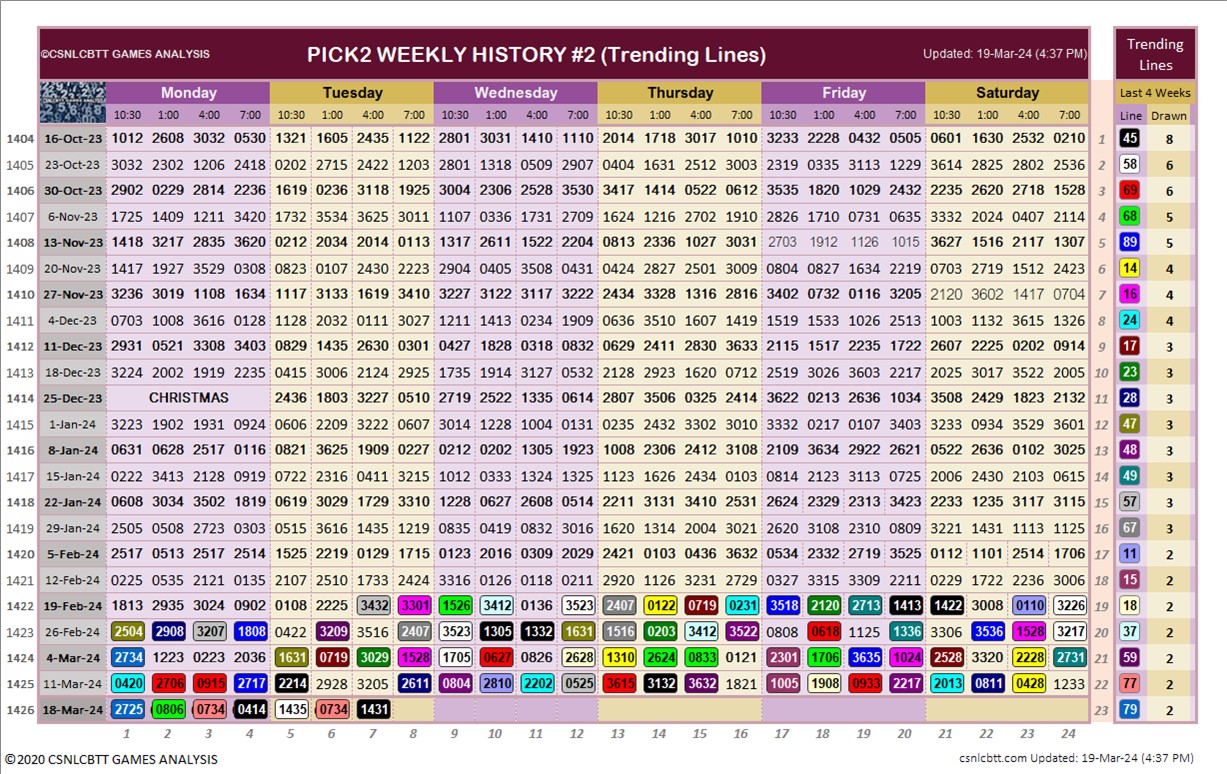 ©CSNLCBTT GAMES ANALYSIS PICK2 WEEKLY HISTORY #2 (Trending Lines) Updated: 19-Mar-24 (4:37 PM) Trending Lines
Monday Tuesday Wednesday Thursday Friday Saturday Last 4 Weeks
10:30 1:00 4:00 7:00 10:30 1:00 4:00 7:00 10:30 1:00 4:00 7:00 10:30 1:00 4:00 7:00 10:30 1:00 4:00 7:00 10:30 1:00 4:00 7:00 Line Drawn
1404 16-Oct-23 1012 2608 3032 0530 1321 1605 2435 1122 2801 3031 1410 1110 2014 1718 3017 1010 3233 2228 0432 0505 0601 1630 2532 0210 1 45 8
1405 23-Oct-23 3032 2302 1206 2418 0202 2715 2422 1203 2801 1318 0509 2907 0404 1631 2512 3003 2319 0335 3113 1229 3614 2825 2802 2536 2 58 6
1406 30-Oct-23 2902 0229 2814 2236 1619 0236 3118 1923 3004 2306 2528 3530 3417 1414 0522 0612 3535 1820 1029 2432 2235 2620 2718 1528 3 69 6
1407 6-Nov-23 1725 1409 1211 3420 1732 3534 3625 3011 1107 0336 1731 2709 1624 1216 2702 1910 2826 1710 0731 0635 3332 2024 0407 2114 4 68 5
1408 13-Nov-23 1418 3217 2835 3620 0212 2034 2014 0113 1317 2611 1522 2204 0813 2336 1027 3031 2703 1912 1126 1015 3627 1516 2117 1307 5 89 5
1409 20-Nov-23 1417 1927 3529 0308 0823 0107 2430 2223 2904 0405 3508 0431 0424 2827 2501 3009 0804 0827 1634 2219 0703 2719 1512 2423 6 14 4
1410 27-Nov-23 3236 3019 1108 1634 1117 3133 1619 3410 3227 3122 3117 3222 2434 3328 1316 2816 3402 0732 0116 3205 2120 3602 1417 0704 7 16 4
1411 4-Dec-23 0703 1008 3616 0128 1128 2032 0111 3027 1211 1413 0234 1909 0636 3510 1607 1419 1519 1533 1026 2513 1003 1132 3615 1326 8 24 4
1412 11-Dec-23 2931 0521 3308 3403 0829 1435 2630 0301 0427 1828 0318 0832 0629 2411 2830 3633 2115 1517 2235 1722 2607 2225 0202 0914 9 17 3
1413 18-Dec-23 3224 2002 1919 2235 0415 3006 2124 2925 1735 1914 3127 0532 2128 2923 1620 0712 2519 3026 3603 2217 2025 3017 3522 2005 10 23 3
1414 25-Dec-23 CHRISTMAS 2436 1803 3227 0510 2719 2522 1335 0614 2807 3506 0325 2414 3622 0213 2636 1034 3508 2429 1823 2132 11 28 3
1415 1-Jan-24 3223 1902 1931 0924 0606 2209 3222 0607 3014 1228 1004 0131 0235 2432 3302 3010 3332 0217 0107 3403 3233 0934 3529 3601 12 47 3
1416 8-Jan-24 0631 0628 2517 0116 0821 3625 1909 0227 0212 0202 1305 1923 1008 2306 2412 3108 2109 3634 2922 2621 0522 2636 0102 3025 13 48 3
1417 15-Jan-24 0222 3413 2128 0919 0722 2316 0411 3213 1012 0333 1324 1325 1123 1626 2434 0103 0814 2123 3113 0725 2006 2430 2103 0615 14 49 3
1418 22-Jan-24 0608 3034 3502 1819 0619 3029 1729 3310 1228 0627 2608 0514 2211 3131 3410 2531 2624 2329 2313 3423 2233 1235 3117 3115 15 57 3
1419 29-Jan-24 2505 0508 2723 0303 0515 3616 1435 1219 0835 0419 0832 3016 1620 1314 2004 3021 2620 3108 2310 0809 3221 1431 1113 1125 16 67 3
1420 5-Feb-24 2517 0513 2517 2514 1525 2219 0129 1715 0123 2016 0309 2029 2421 0103 0436 3632 0534 2332 2719 3525 0112 1101 2514 1706 17 11 2
1421 12-Feb-24 0225 0535 2121 0135 2107 2510 1733 2424 3316 0126 0118 0211 2920 1126 3231 2729 0327 3315 3309 2211 0229 1722 2236 3006 18 15 2
1422 19-Feb-24 1813 2935 3024 0902 0108 2225 3432 3301 1526 3412 0136 3523 2407 0122 0719 0231 3518 2120 2713 1413 1422 3008 0110 3226 19 18 2
1423 26-Feb-24 2504 2908 3207 1808 0422 3209 3516 2407 3523 1305 1332 1631 1516 0203 3412 3522 0808 0618 1125 1336 3306 3536 1528 3217 20 37 2
1424 4-Mar-24 2734 1223 0223 2036 1631 0719 3029 1528 1705 0627 0826 2628 1310 2624 0833 0121 2301 1706 3635 1024 2528 3320 2228 2731 21 59 2
1425 11-Mar-24 0420 2706 0915 2717 2214 2928 3205 2611 0804 2810 2202 0525 3615 3132 3632 1821 1005 1908 0933 2217 2013 0811 0428 1233 22 77 2
1426 18-Mar-24 2725 0806 0734 0414 1435 0734 1431 23 79 2
1 2 3 4 5 6 7 8 9 10 11 12 13 14 15 16 17 18 19 20 21 22 23 24
©2020 CSNLCBTT GAMES ANALYSIS csnlcbtt.com Updated: 19-Mar-24 (4:37 PM)